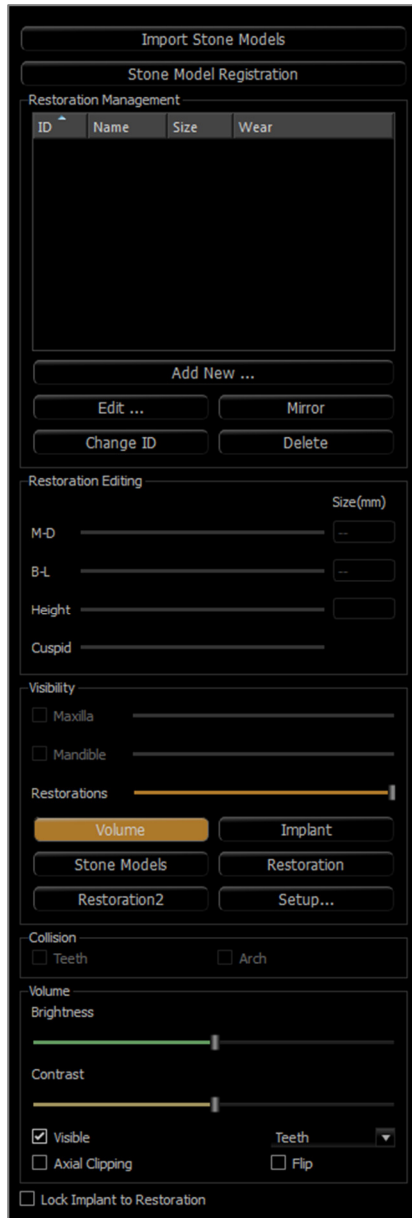 Import Stone Models
Stone Model Registration
Restoration Management
ID Name Size Wear
Add New ...
Edit ... Mirror
Change ID Delete
Restoration Editing
Size(mm)
M-D --
B-L --
Height
Cuspid
Visibility
Maxilla
Mandible
Restorations
Volume Implant
Stone Models Restoration
Restoration2 Setup...
Collision
Teeth Arch
Volume
Brightness
Contrast
Visible Teeth
Axial Clipping Flip
Lock Implant to Restoration